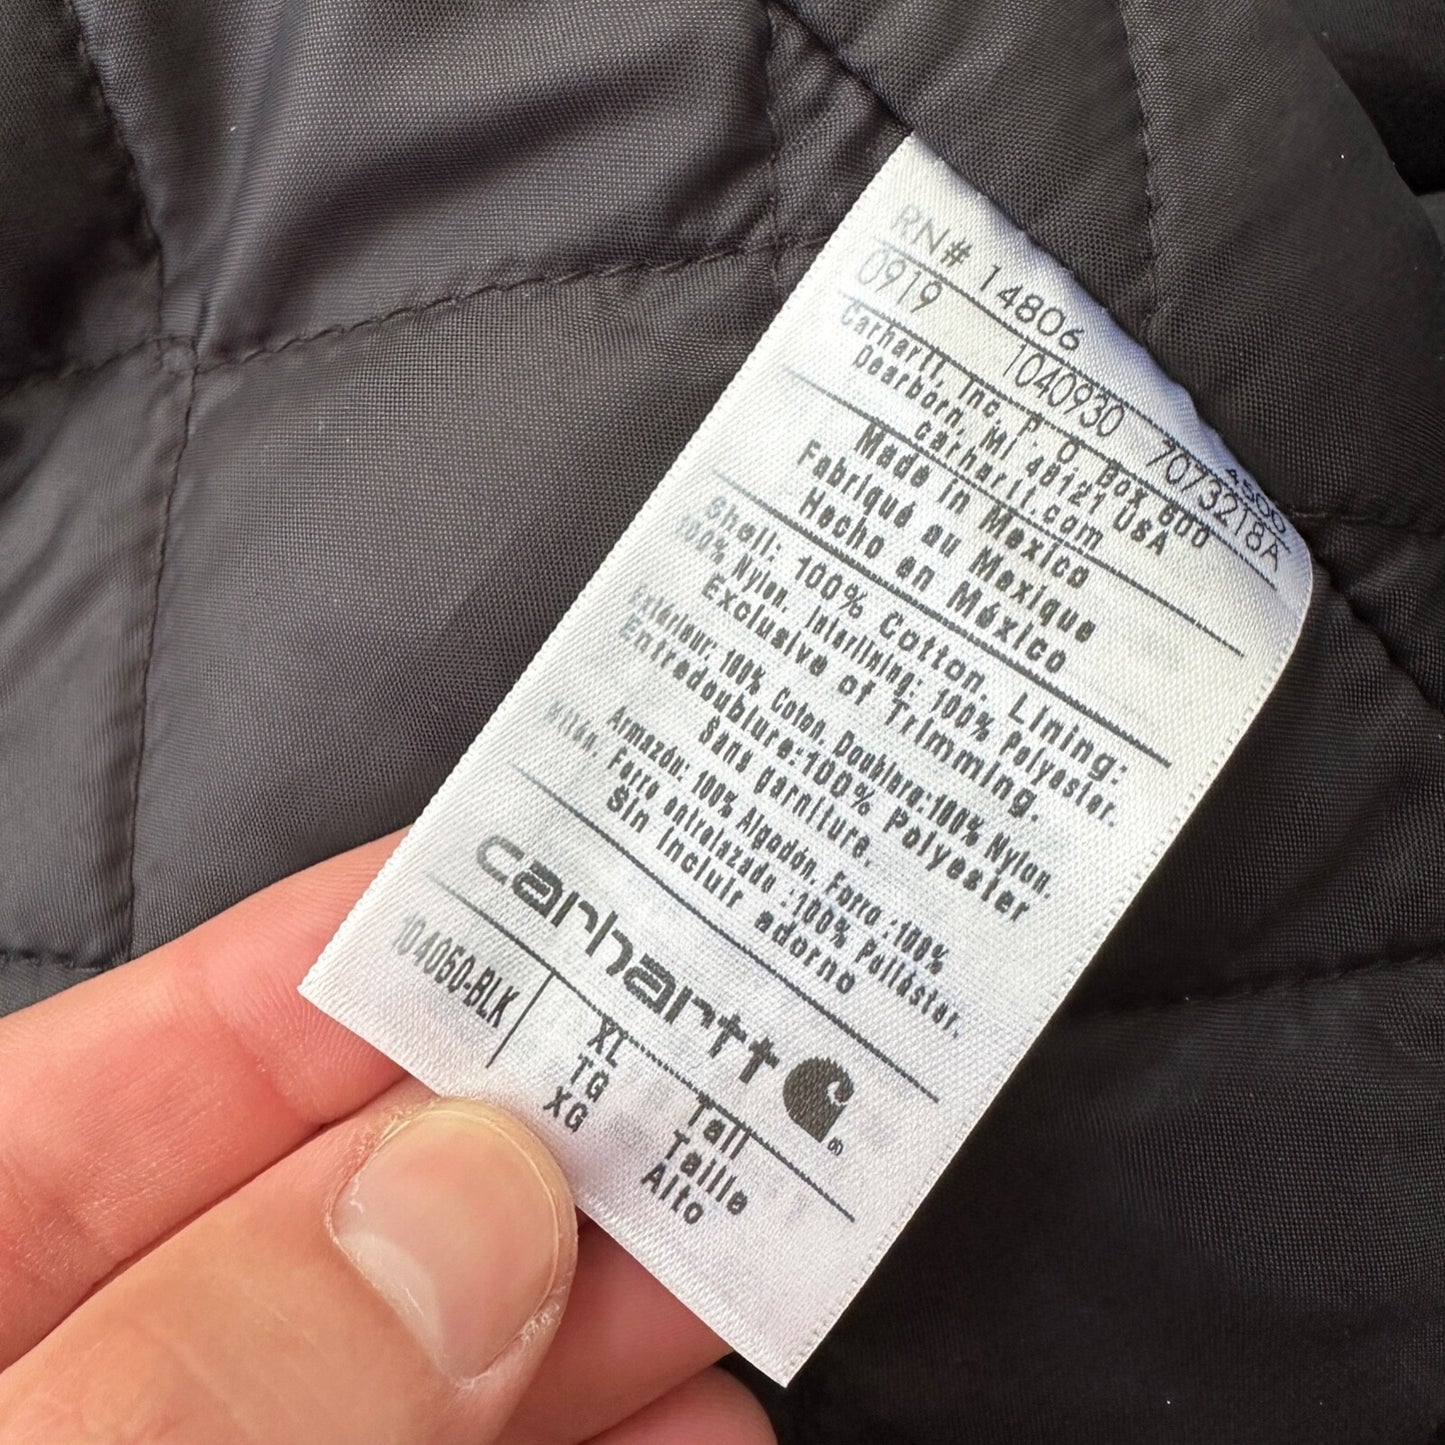 RN# 14806
0919 1040930 7073218A
4500
Carhartt, Inc., P. O. Box 600
Dearborn, MI 48121 USA
carhartt.com
Made in Mexico
Fabriqué au Mexique
Hecho en México
Shell: 100% Cotton. Lining:
100% Nylon. Interlining: 100% Polyester.
Exclusive of Trimming.
Extérieur: 100% Coton. Doublure:100% Nylon.
Entredoublure:100% Polyester
Sans garniture.
Armazón: 100% Algodón. Forro :100%
Nilón. Forro entralazado :100% Poliéster.
Sin incluir adorno
carhartt
104050-BLK XL Tall
TG Taille
XG Alto